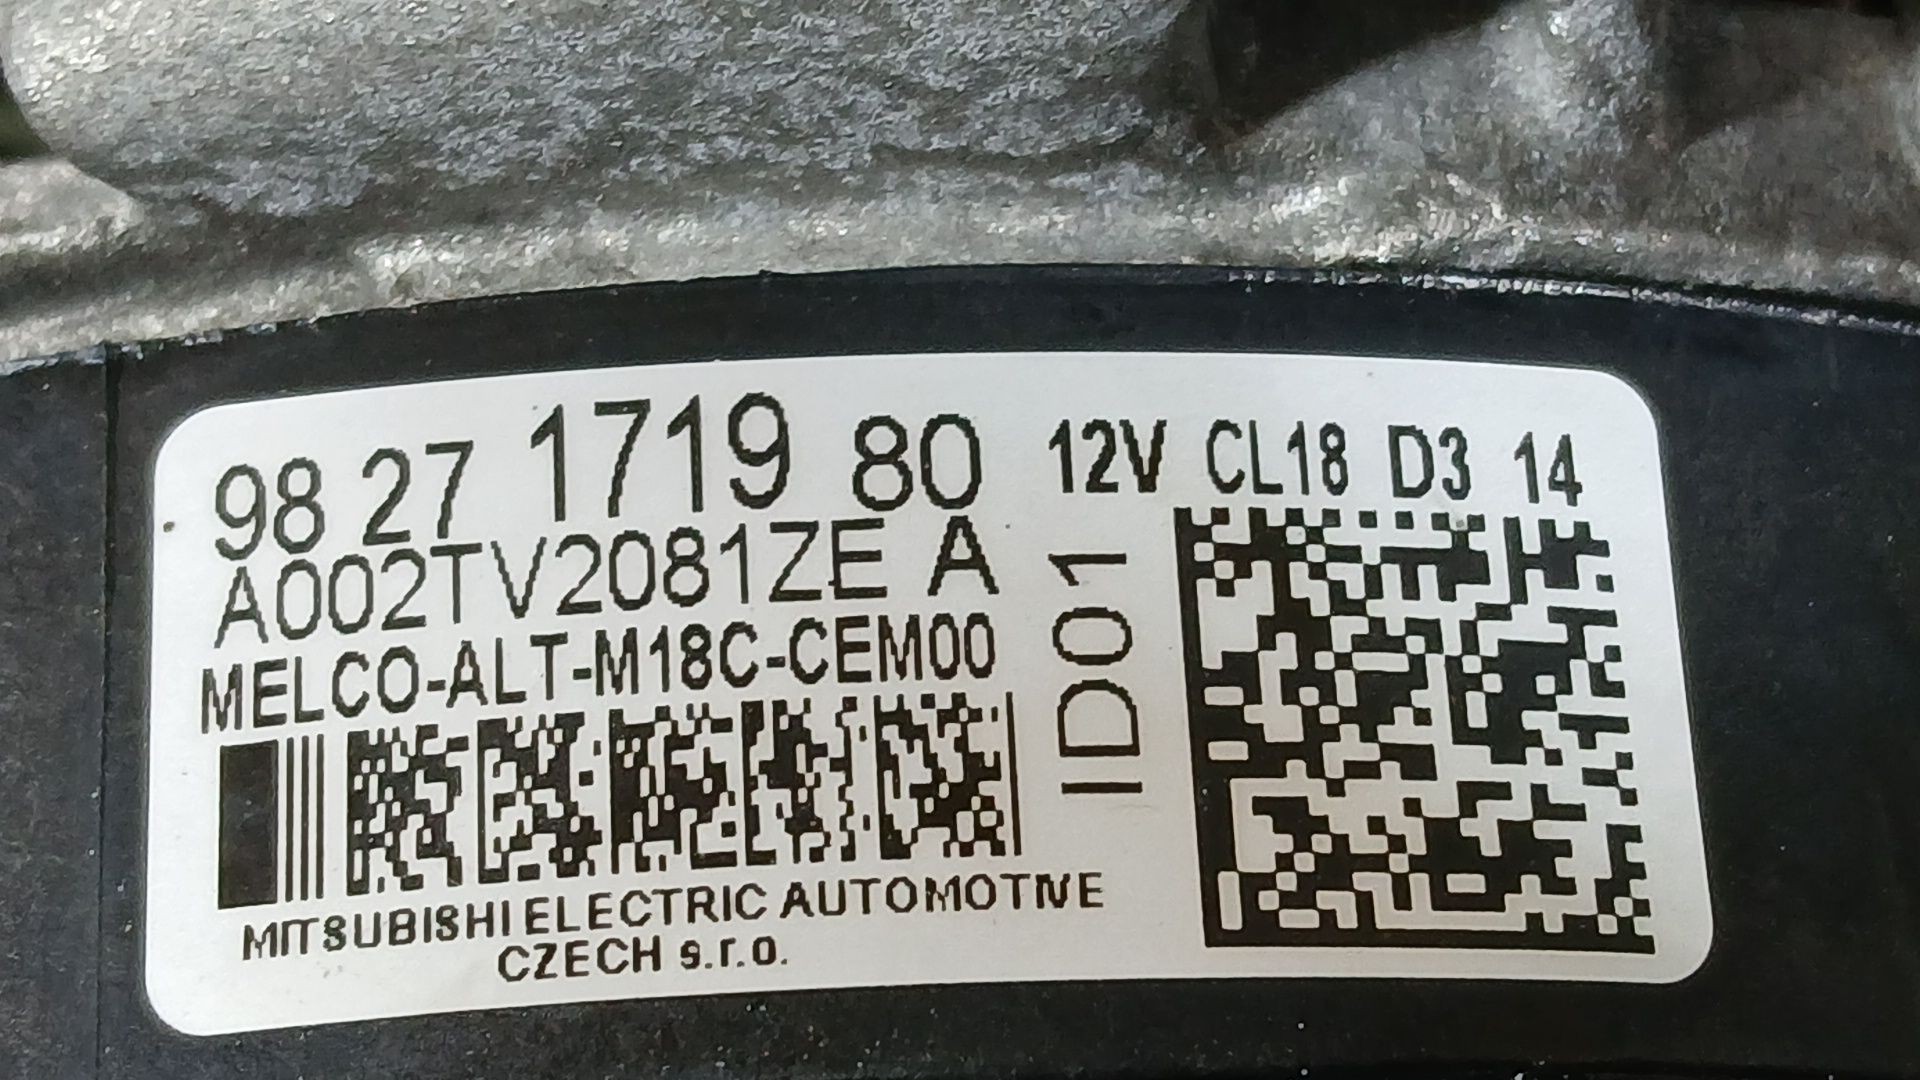 98 27 1719 80 12V CL18 D3 14
A002TV2081ZE A
ID01
MELCO-ALT-M18C-CEM00
MITSUBISHI ELECTRIC AUTOMOTIVE
CZECH s.r.o.